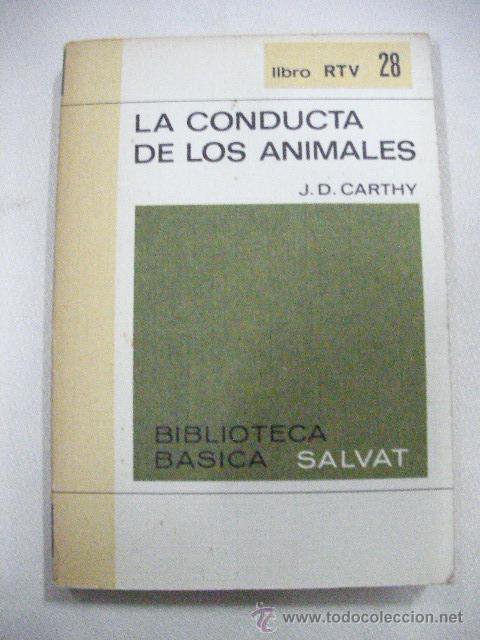 libro RTV 28
LA CONDUCTA
DE LOS ANIMALES
J. D. CARTHY
BIBLIOTECA
BASICA SALVAT
www.todocoleccion.net